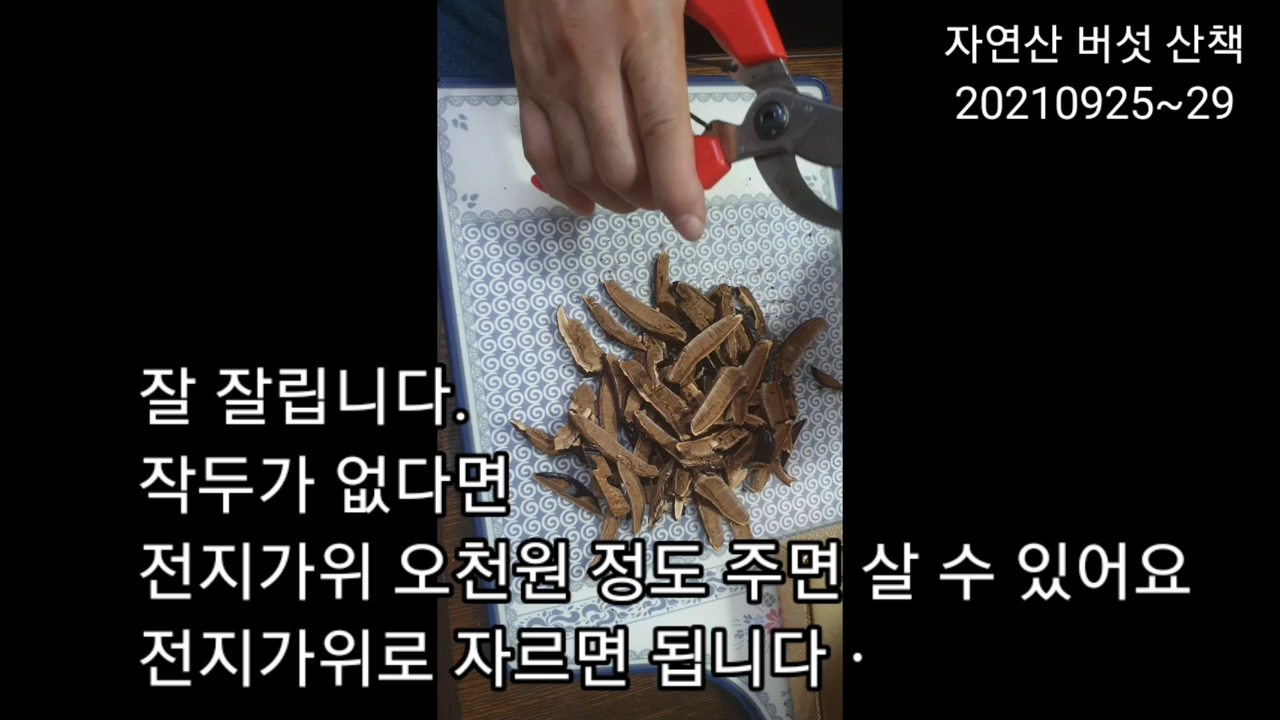 자연산 버섯 산책
20210925~29
잘 잘립니다.
작두가 없다면
전지가위 오천원 정도 주면 살 수 있어요
전지가위로 자르면 됩니다 ·